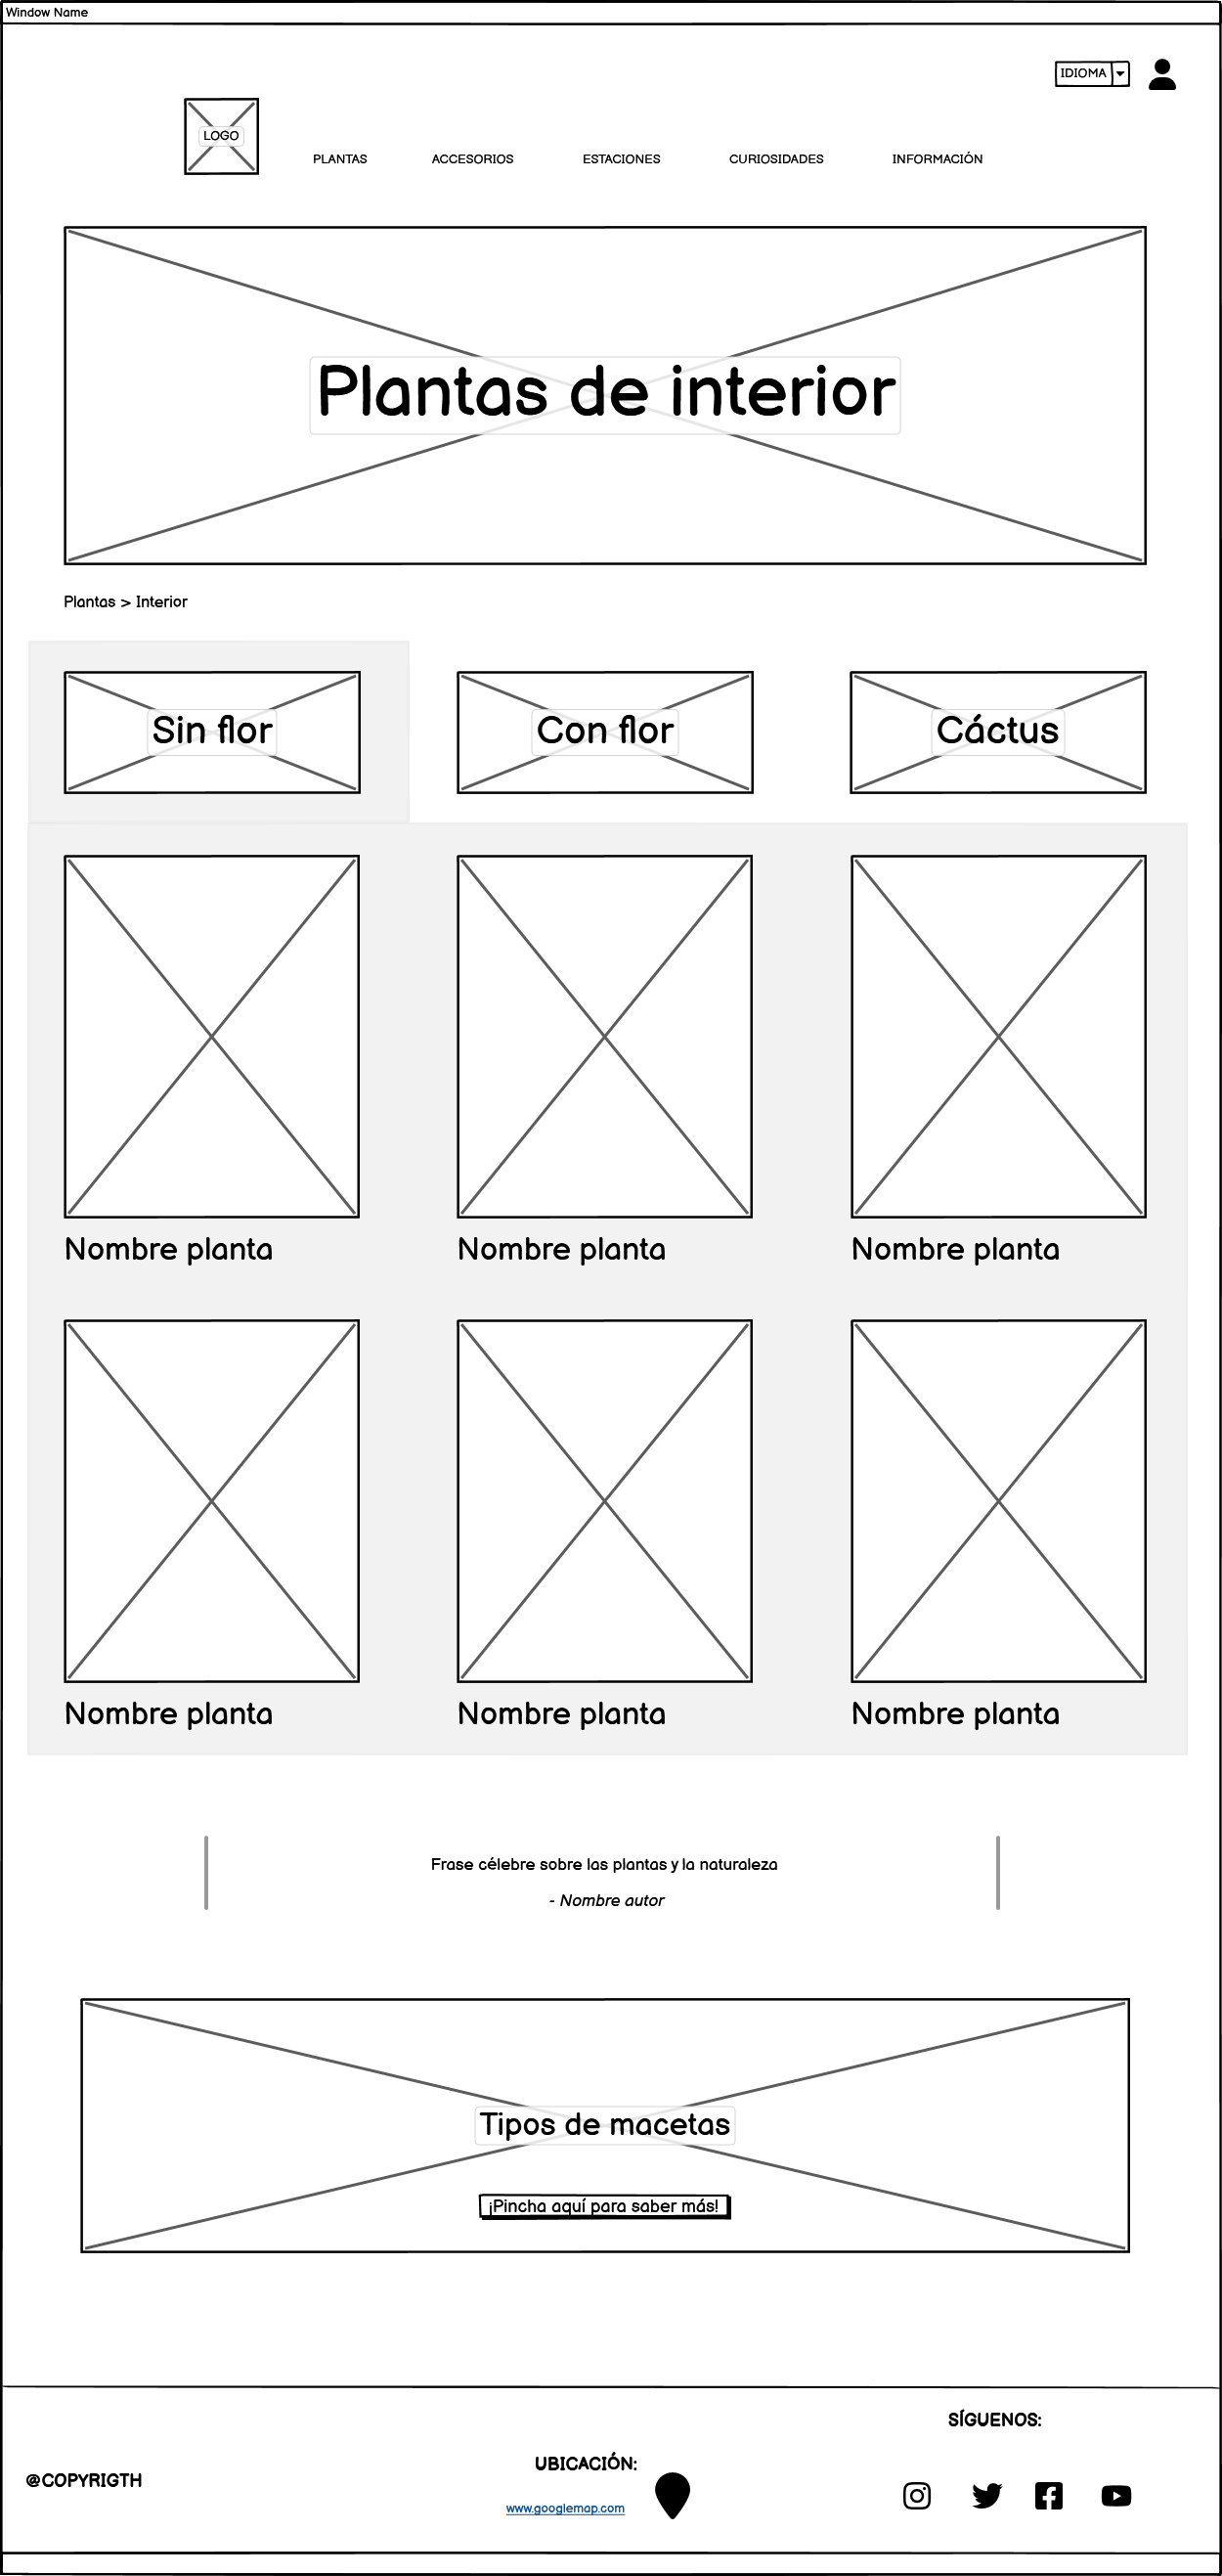 Window Name
IDIOMA
LOGO
PLANTAS ACCESORIOS ESTACIONES CURIOSIDADES INFORMACIÓN
Plantas de interior
Plantas > Interior
Sin flor Con flor Cáctus
Nombre planta Nombre planta Nombre planta
Nombre planta Nombre planta Nombre planta
Frase célebre sobre las plantas y la naturaleza
- Nombre autor
Tipos de macetas
¡Pincha aquí para saber más!
SÍGUENOS:
UBICACIÓN:
@COPYRIGTH
www.googlemap.com